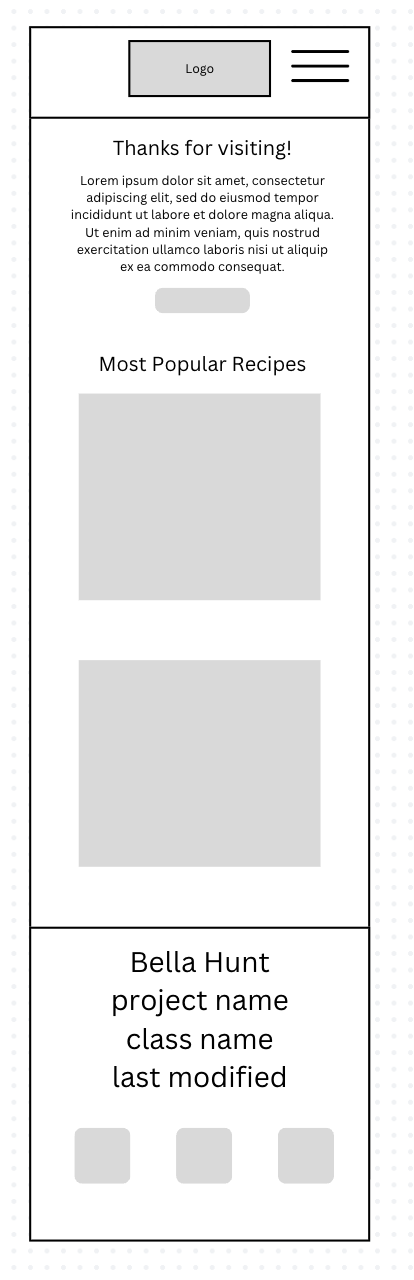 Logo
Thanks for visiting!
Lorem ipsum dolor sit amet, consectetur
adipiscing elit, sed do eiusmod tempor
incididunt ut labore et dolore magna aliqua.
Ut enim ad minim veniam, quis nostrud
exercitation ullamco laboris nisi ut aliquip
ex ea commodo consequat.
Most Popular Recipes
Bella Hunt
project name
class name
last modified